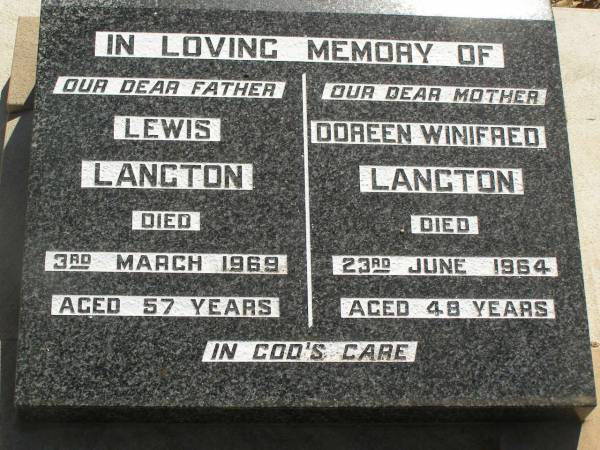 IN LOVING MEMORY OF
OUR DEAR FATHER
LEWIS
LANGTON
DIED
3RD MARCH 1969
AGED 57 YEARS
OUR DEAR MOTHER
DOREEN WINIFRED
LANGTON
DIED
23RD JUNE 1964
AGED 48 YEARS
IN GOD'S CARE